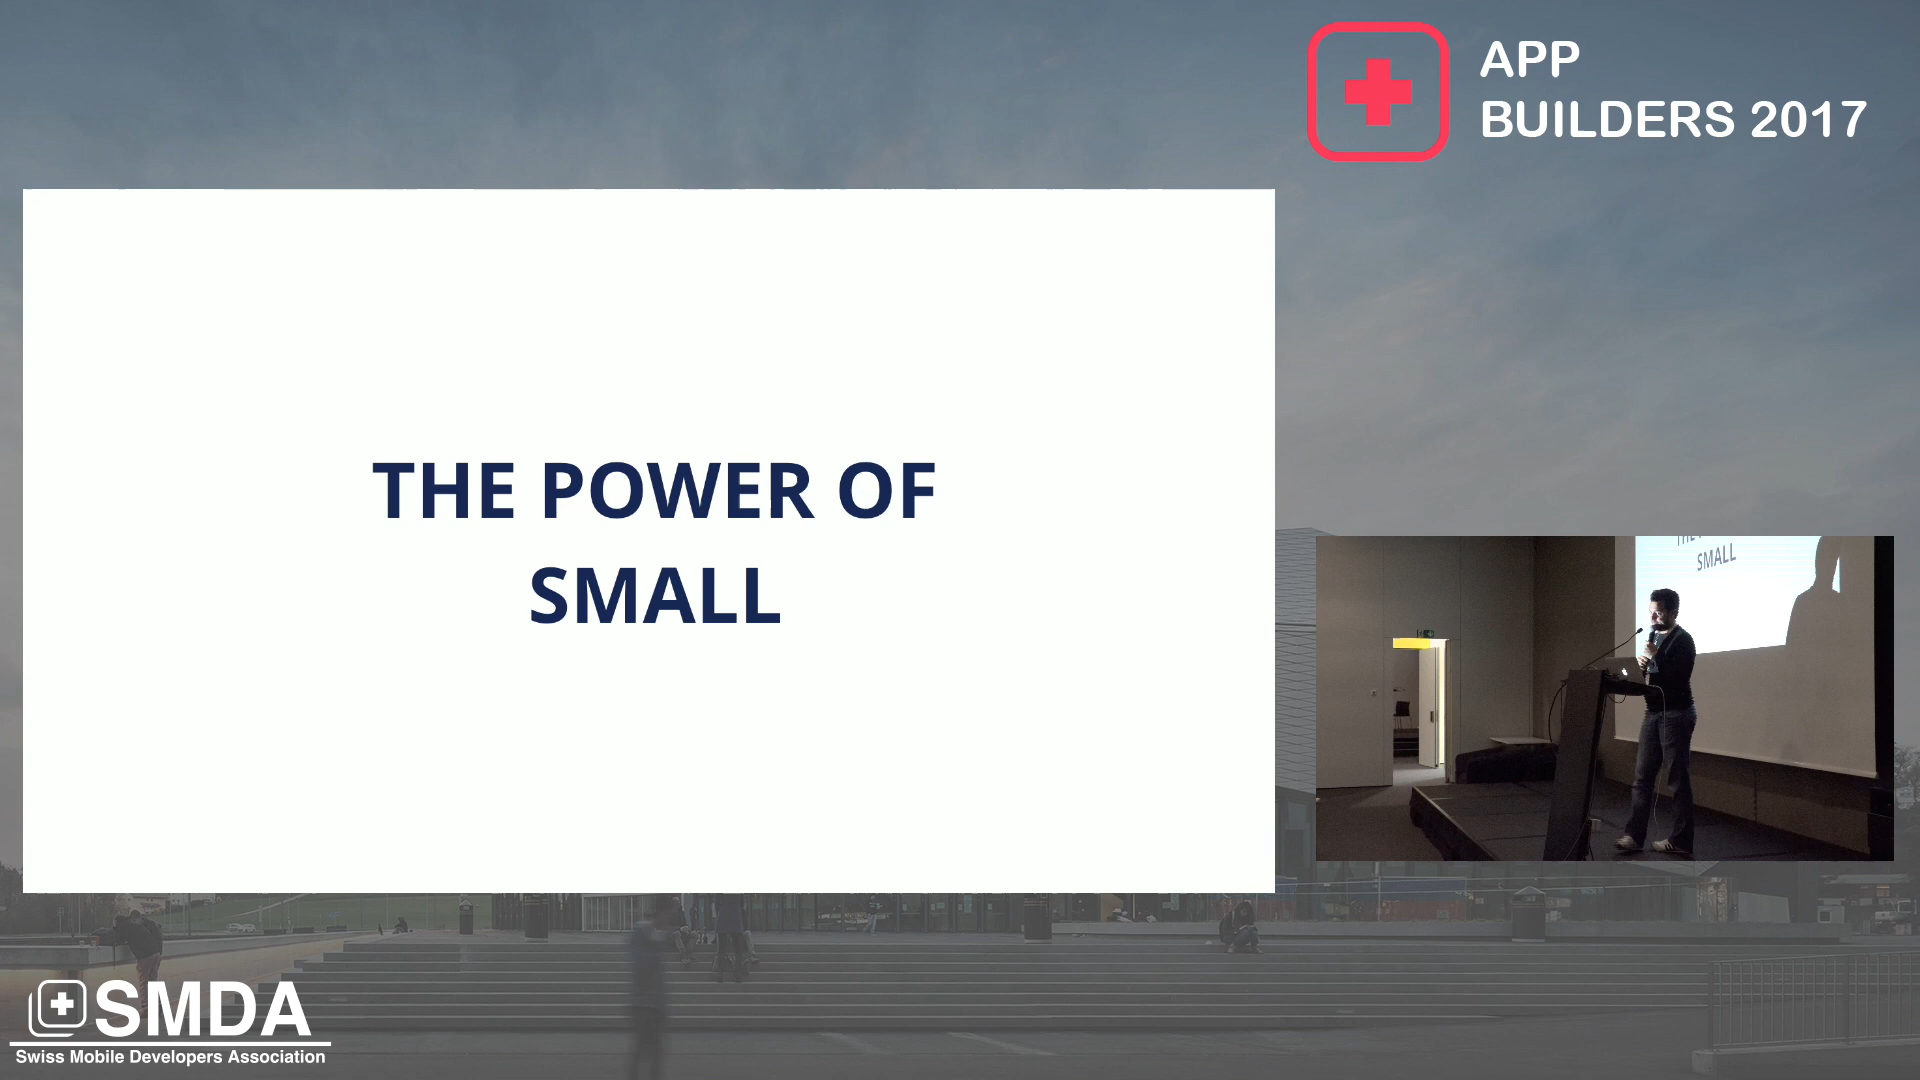 APP
BUILDERS 2017
THE POWER OF
SMALL
SMALL
SMDA
Swiss Mobile Developers Association